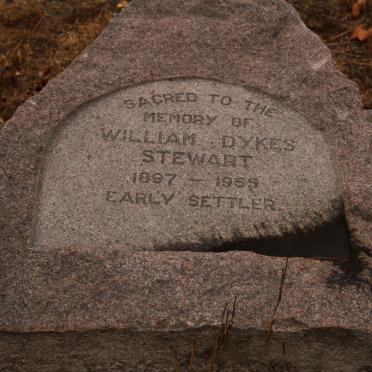 SACRED TO THE
MEMORY OF
WILLIAM DYKES
STEWART
1897 - 1955
EARLY SETTLER